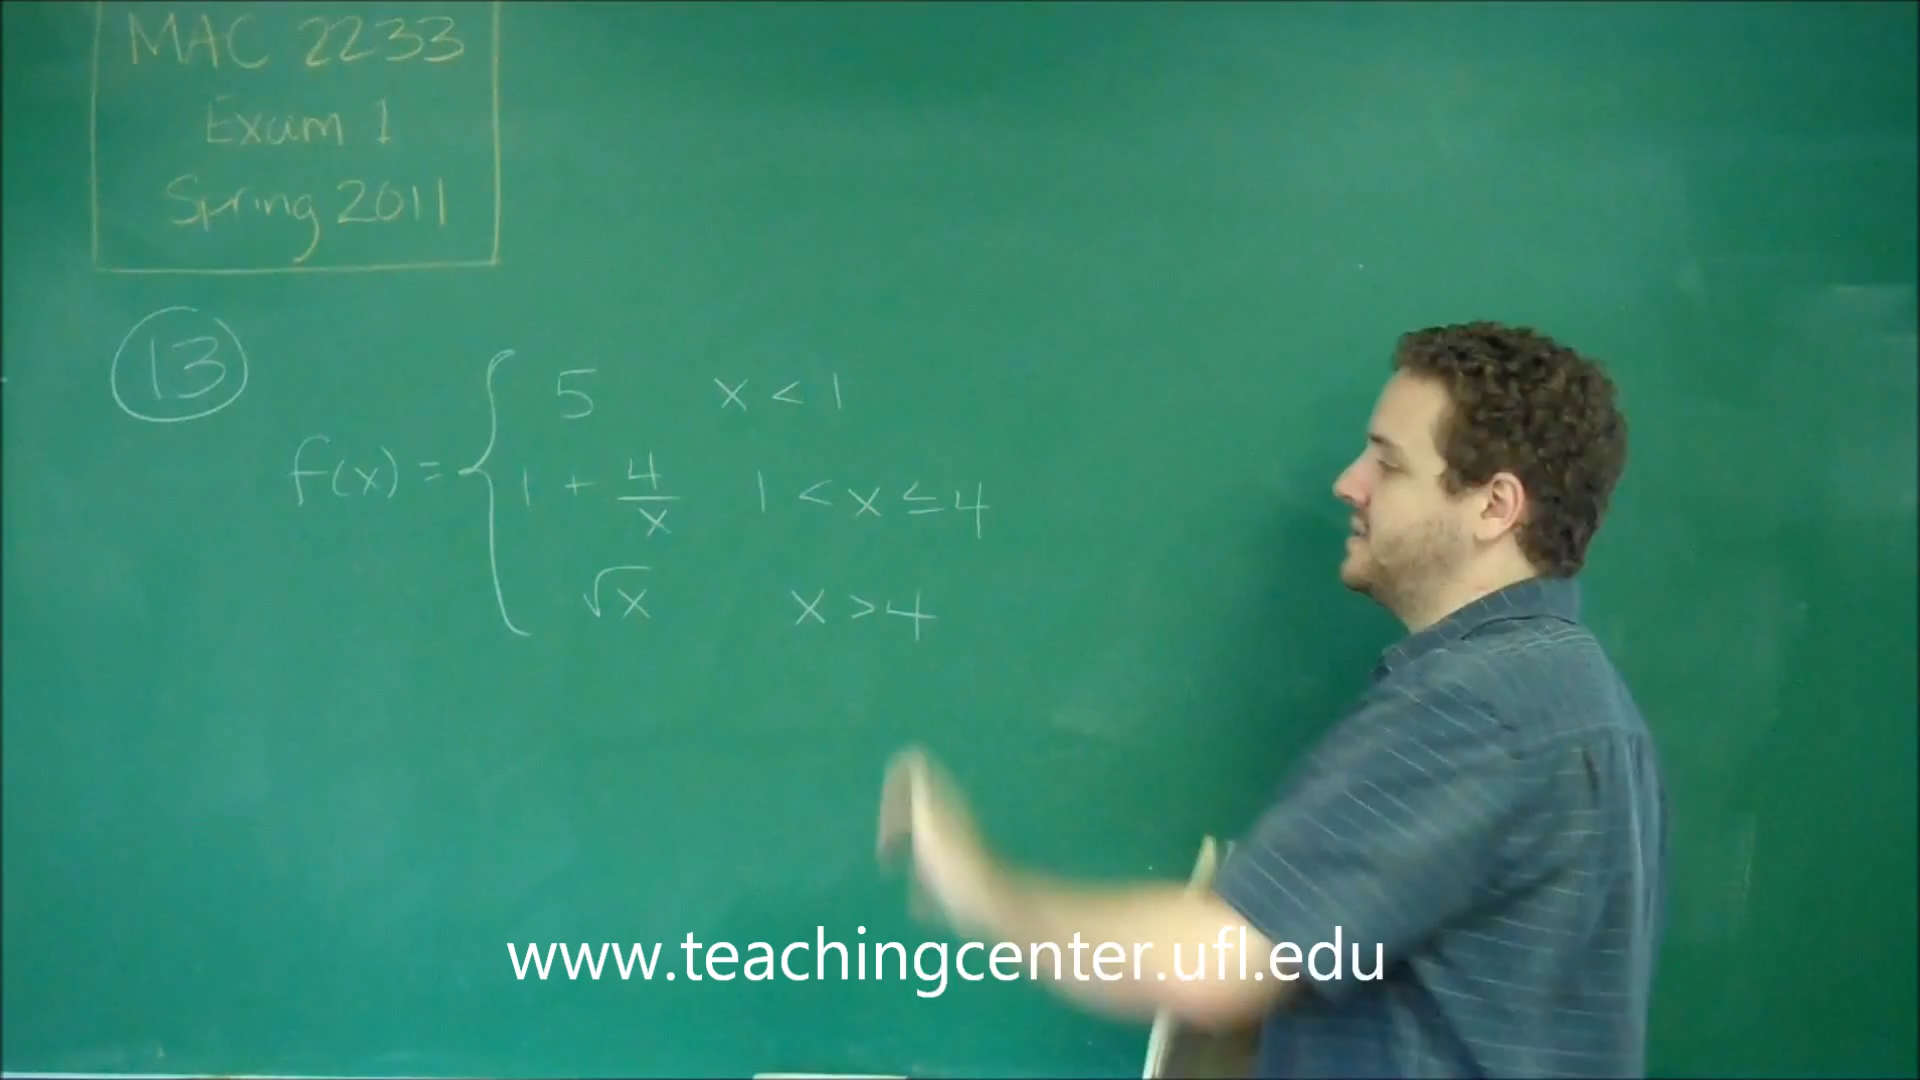 MAC 2233
Exam 1
Spring 2011
13
f(x) = { 5 x < 1
1 + 4/x 1 < x ≤ 4
√x x > 4
www.teachingcenter.ufl.edu